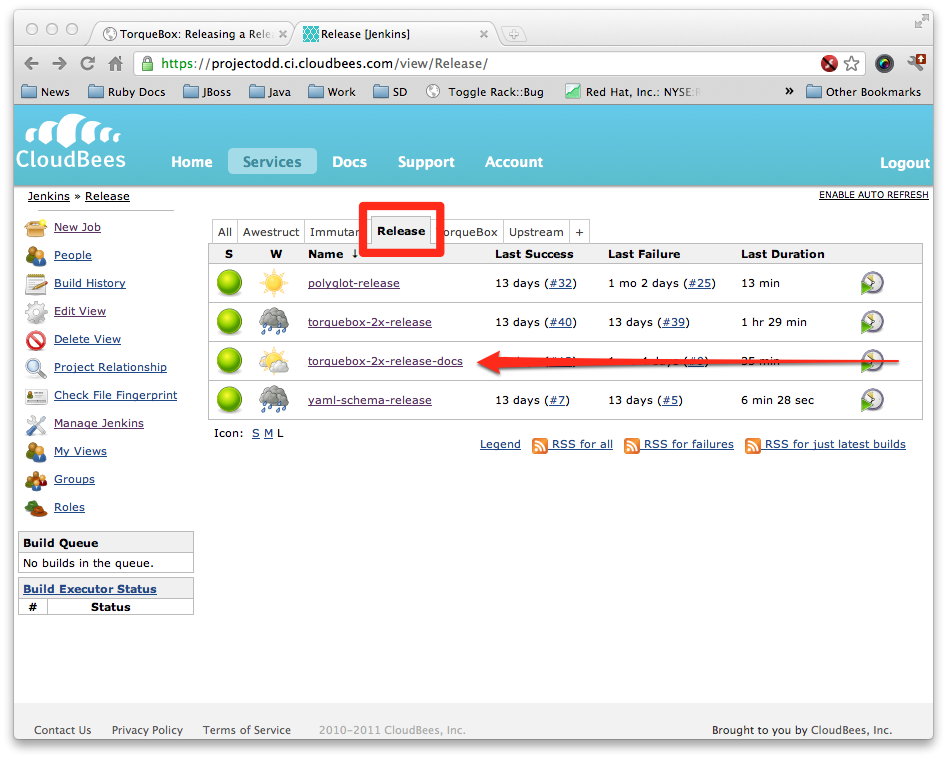 TorqueBox: Releasing a Rele
Release [Jenkins]
https://projectodd.ci.cloudbees.com/view/Release/
News Ruby Docs JBoss Java Work SD Toggle Rack::Bug Red Hat, Inc.: NYSE:R » Other Bookmarks
CloudBees
Home Services Docs Support Account Logout
Jenkins » Release
ENABLE AUTO REFRESH
New Job
People
Build History
Edit View
Delete View
Project Relationship
Check File Fingerprint
Manage Jenkins
My Views
Groups
Roles
Build Queue
No builds in the queue.
Build Executor Status
# Status
All Awestruct Immutan Release orqueBox Upstream +
S W Name ↓ Last Success Last Failure Last Duration
polyglot-release 13 days (#32) 1 mo 2 days (#25) 13 min
torquebox-2x-release 13 days (#40) 13 days (#39) 1 hr 29 min
torquebox-2x-release-docs
yaml-schema-release 13 days (#7) 13 days (#5) 6 min 28 sec
Icon: S M L
Legend RSS for all RSS for failures RSS for just latest builds
Contact Us Privacy Policy Terms of Service 2010-2011 CloudBees, Inc. Brought to you by CloudBees, Inc.